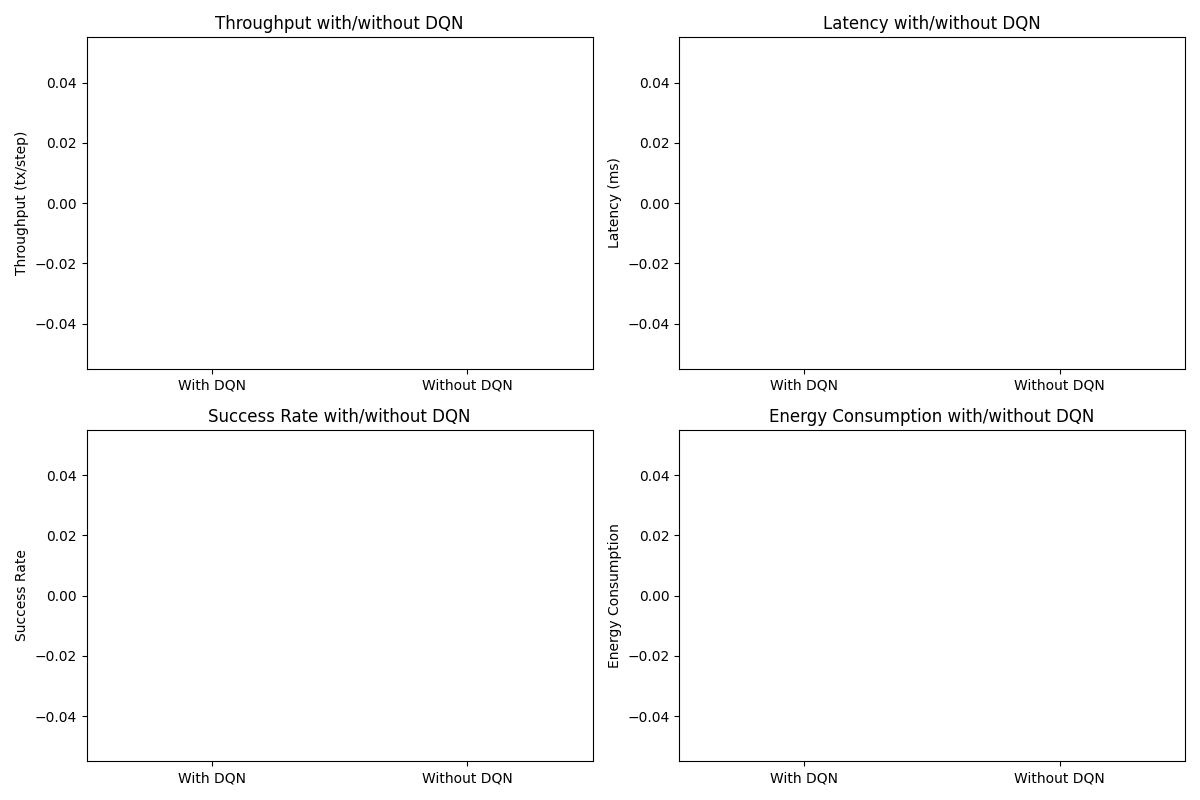 Throughput with/without DQN
Throughput (tx/step)
0.04
0.02
0.00
−0.02
−0.04
With DQN Without DQN
Latency with/without DQN
Latency (ms)
0.04
0.02
0.00
−0.02
−0.04
With DQN Without DQN
Success Rate with/without DQN
Success Rate
0.04
0.02
0.00
−0.02
−0.04
With DQN Without DQN
Energy Consumption with/without DQN
Energy Consumption
0.04
0.02
0.00
−0.02
−0.04
With DQN Without DQN